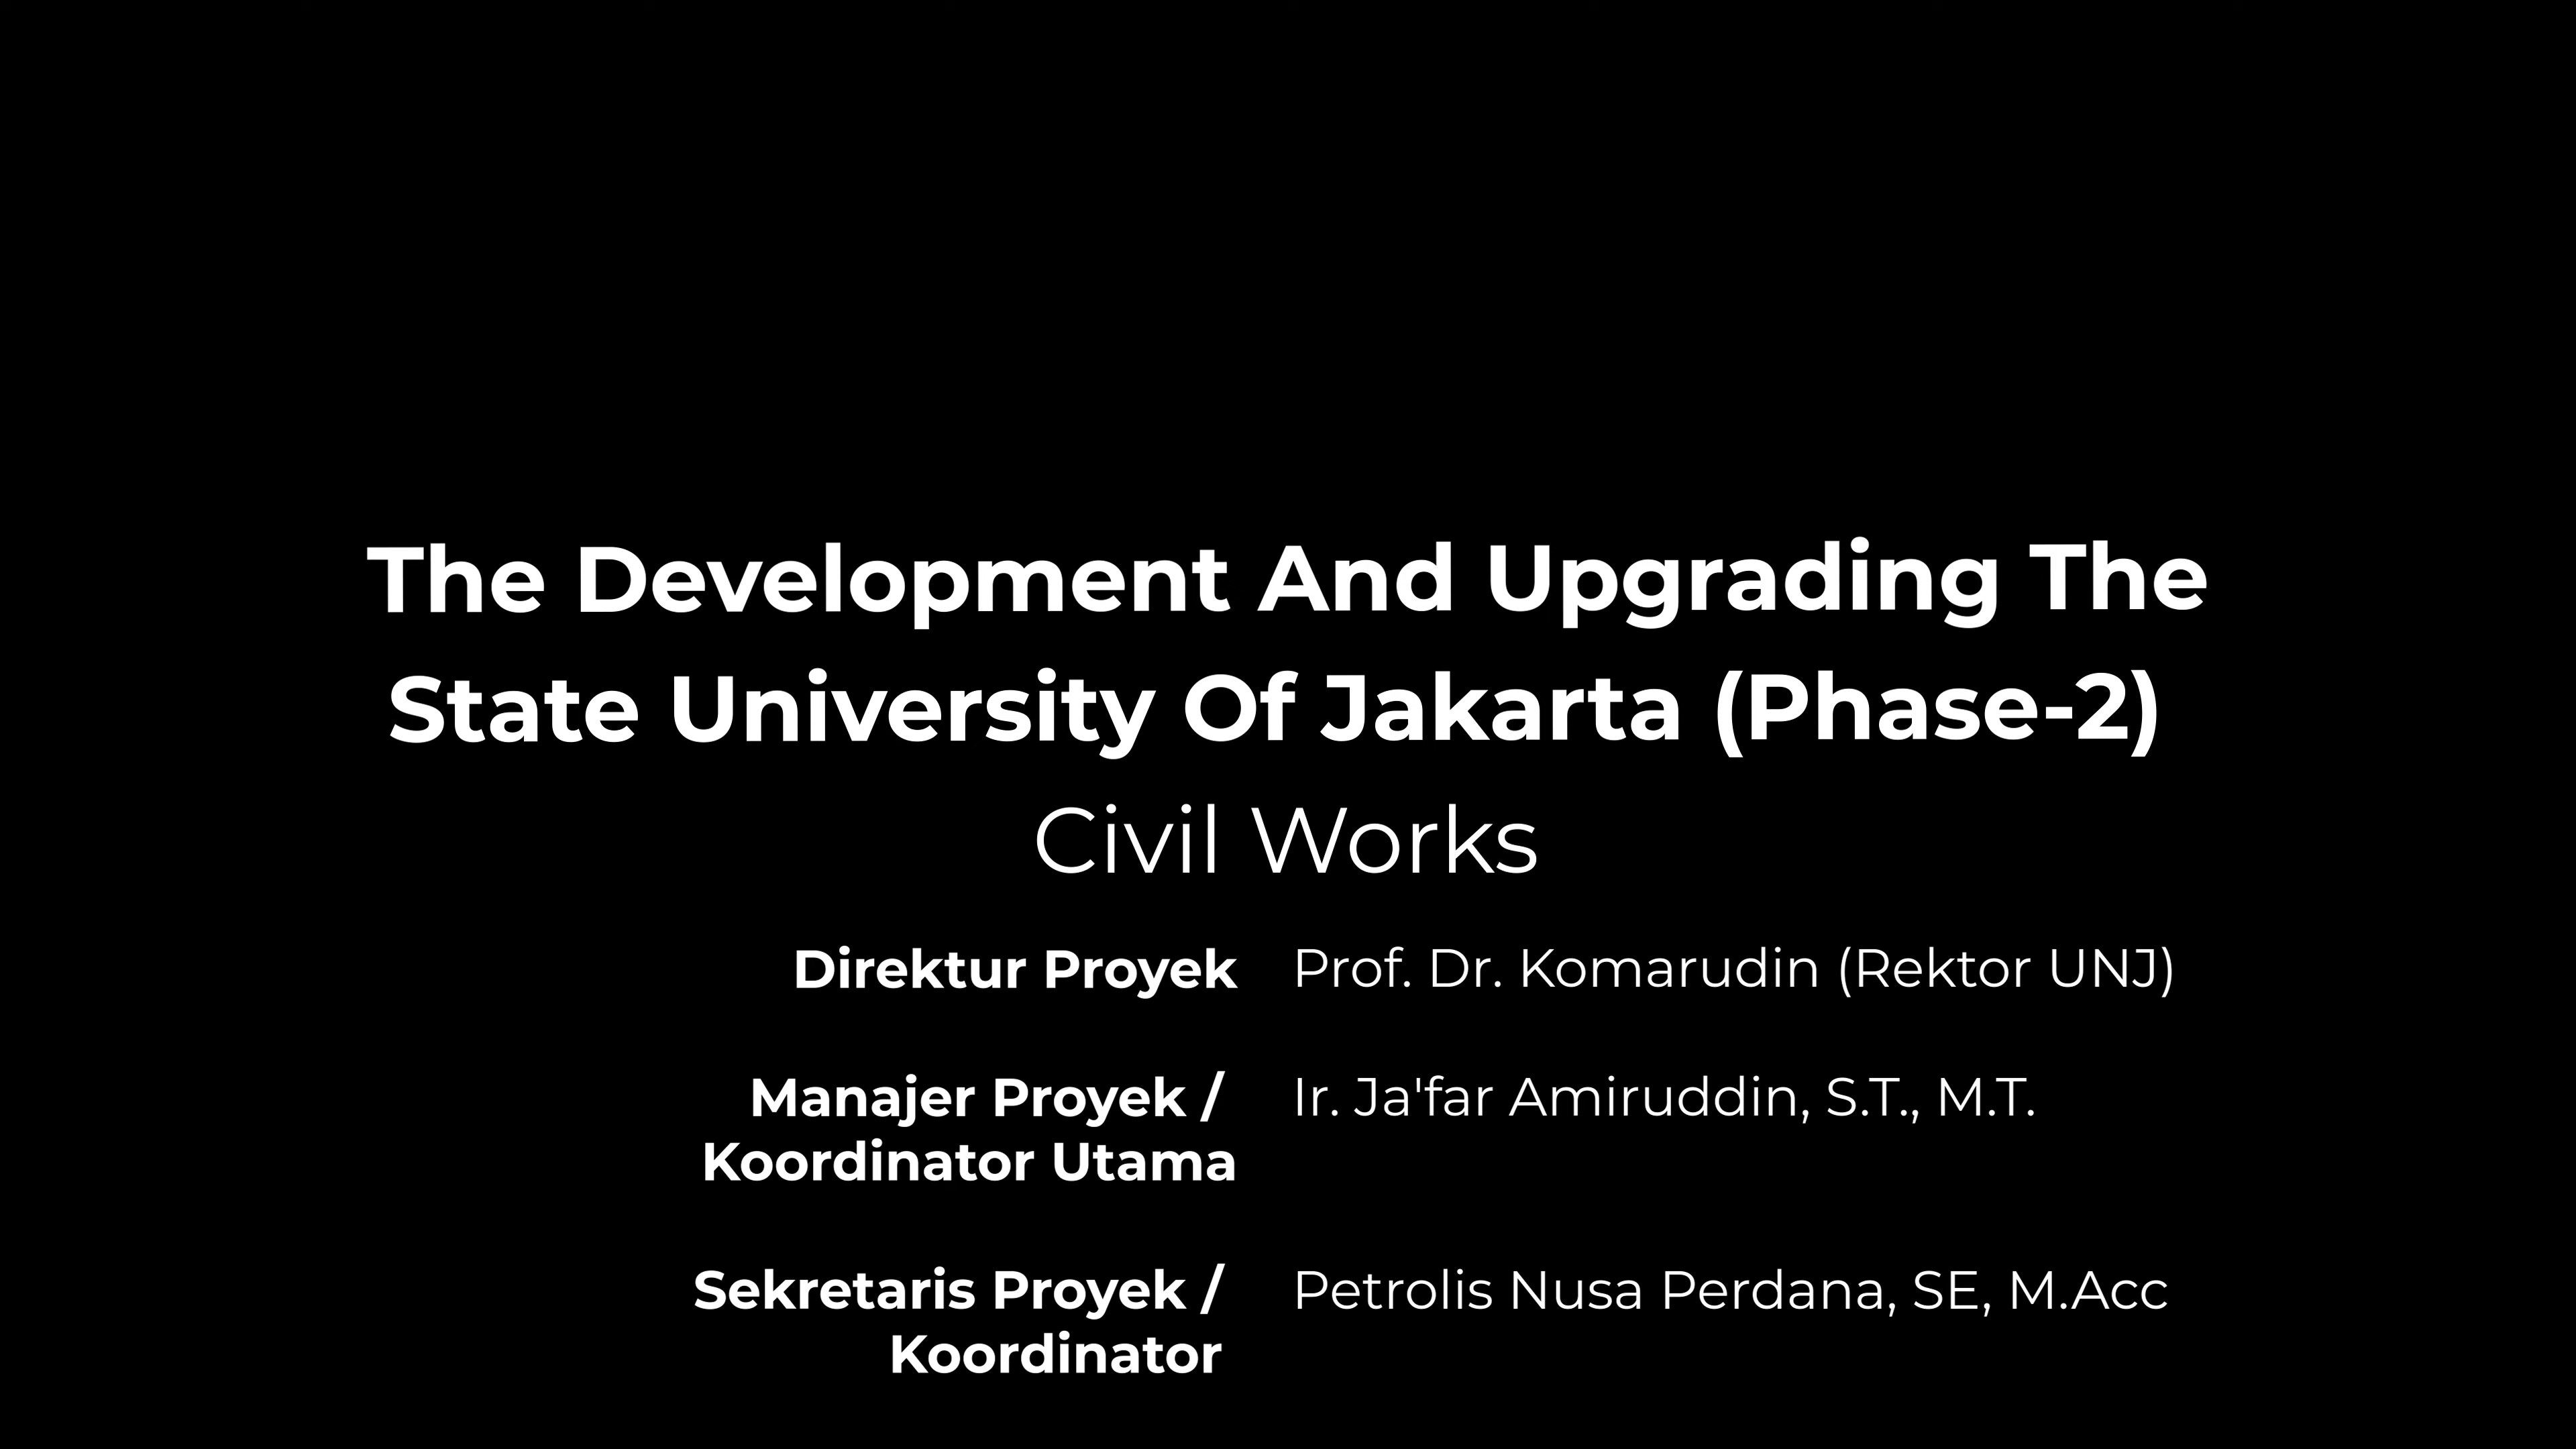 The Development And Upgrading The
State University Of Jakarta (Phase-2)
Civil Works
Direktur Proyek Prof. Dr. Komarudin (Rektor UNJ)
Manajer Proyek / Ir. Ja'far Amiruddin, S.T., M.T.
Koordinator Utama
Sekretaris Proyek / Petrolis Nusa Perdana, SE, M.Acc
Koordinator